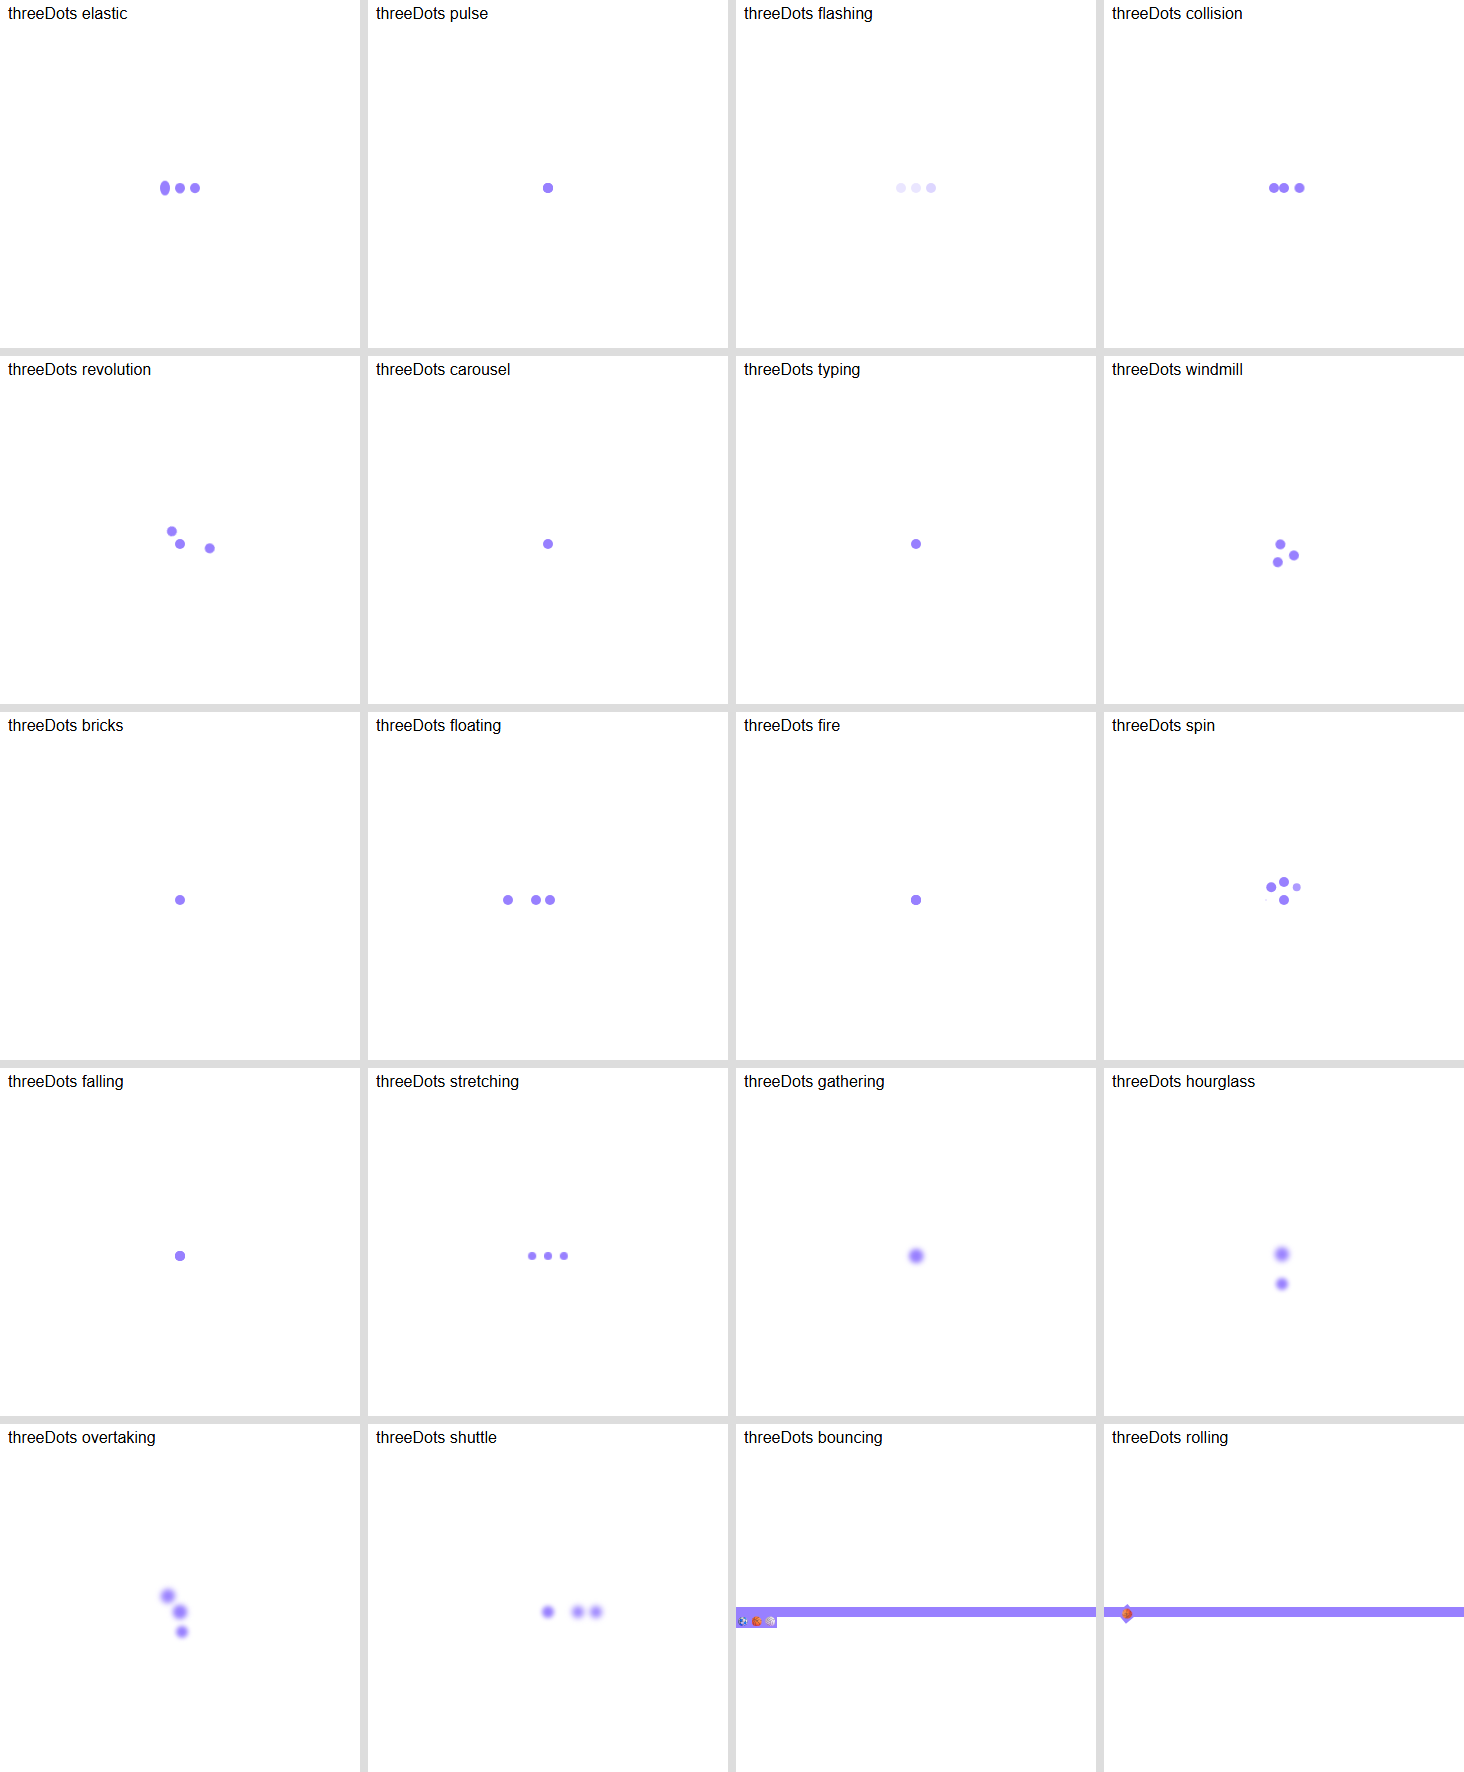 threeDots elastic
threeDots pulse
threeDots flashing
threeDots collision
threeDots revolution
threeDots carousel
threeDots typing
threeDots windmill
threeDots bricks
threeDots floating
threeDots fire
threeDots spin
threeDots falling
threeDots stretching
threeDots gathering
threeDots hourglass
threeDots overtaking
threeDots shuttle
threeDots bouncing
threeDots rolling